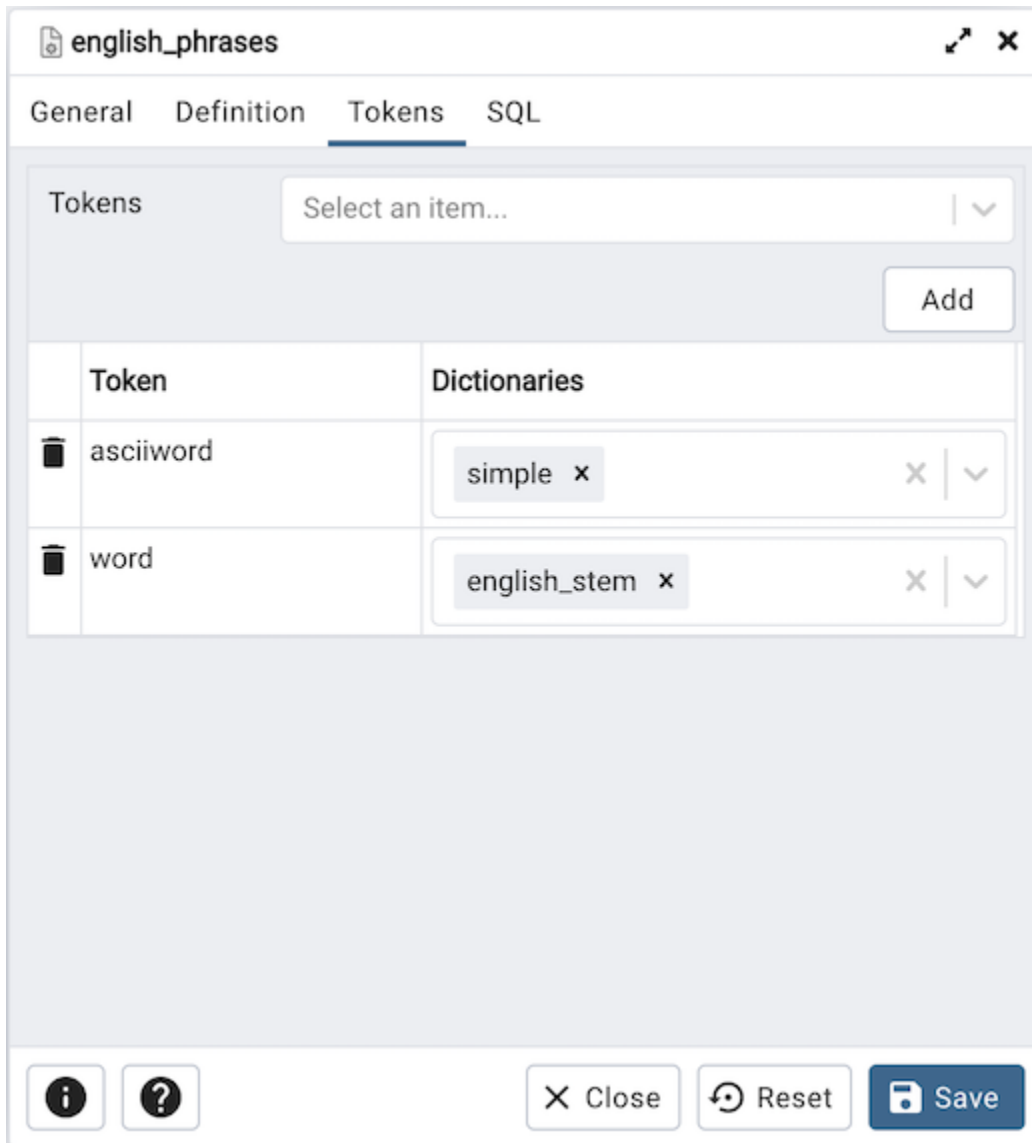 english_phrases
General Definition Tokens SQL
Tokens Select an item...
Add
Token Dictionaries
asciiword simple
word english_stem
Close Reset Save